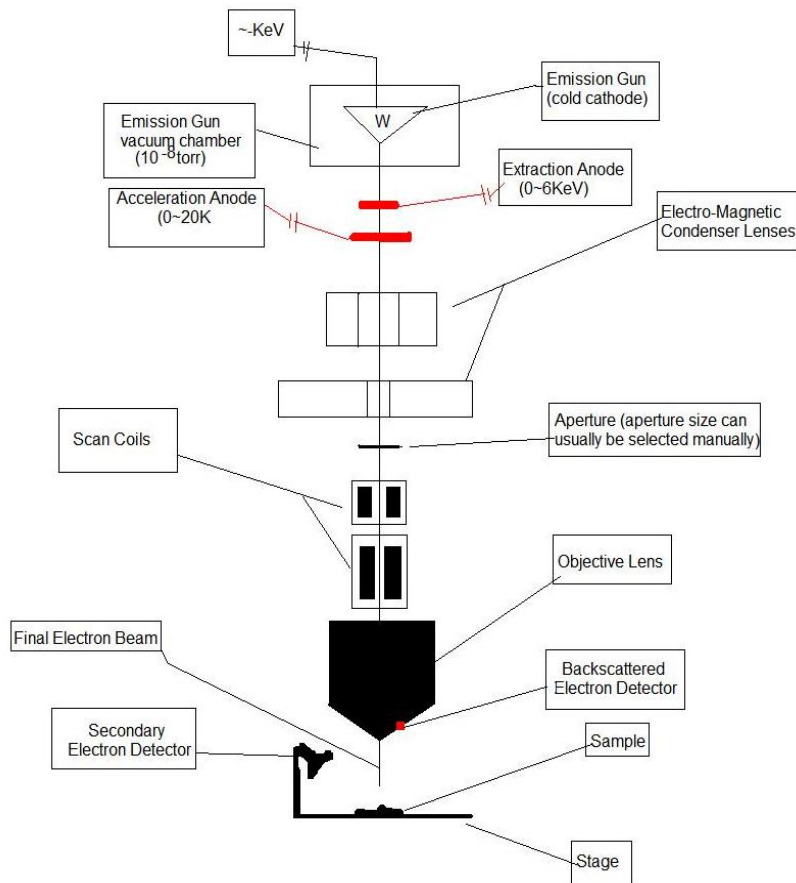 ~-KeV
Emission Gun
(cold cathode)
W
Emission Gun
vacuum chamber
(10 -8 torr)
Extraction Anode
(0~6KeV)
Acceleration Anode
(0~20K
Electro-Magnetic
Condenser Lenses
Aperture (aperture size can
usually be selected manually)
Scan Coils
Objective Lens
Final Electron Beam
Backscattered
Electron Detector
Secondary
Electron Detector
Sample
Stage